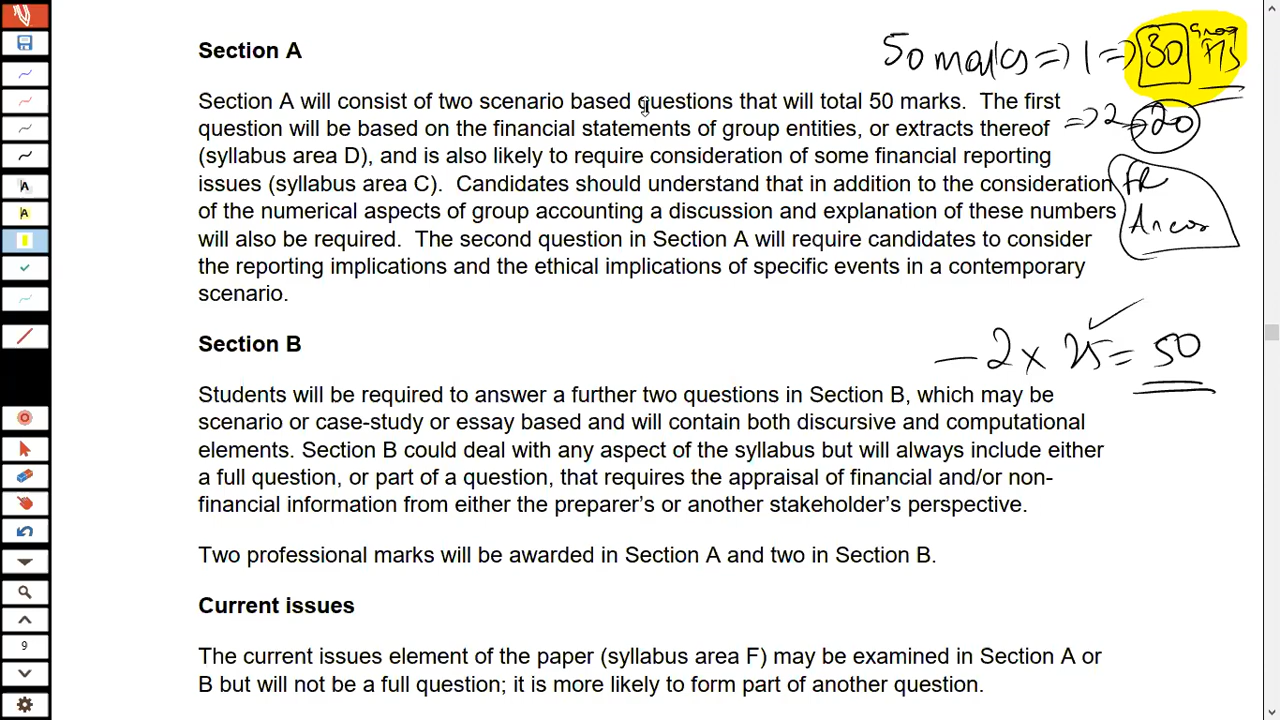 Section A
50 marks => 1 => 30
Section A will consist of two scenario based questions that will total 50 marks. The first
question will be based on the financial statements of group entities, or extracts thereof
=> 2 => 20
(syllabus area D), and is also likely to require consideration of some financial reporting
issues (syllabus area C). Candidates should understand that in addition to the consideration
FR
of the numerical aspects of group accounting a discussion and explanation of these numbers
will also be required. The second question in Section A will require candidates to consider
the reporting implications and the ethical implications of specific events in a contemporary
scenario.
Section B
– 2 x 25 = 50
Students will be required to answer a further two questions in Section B, which may be
scenario or case-study or essay based and will contain both discursive and computational
elements. Section B could deal with any aspect of the syllabus but will always include either
a full question, or part of a question, that requires the appraisal of financial and/or non-
financial information from either the preparer's or another stakeholder's perspective.
Two professional marks will be awarded in Section A and two in Section B.
Current issues
The current issues element of the paper (syllabus area F) may be examined in Section A or
B but will not be a full question; it is more likely to form part of another question.
9